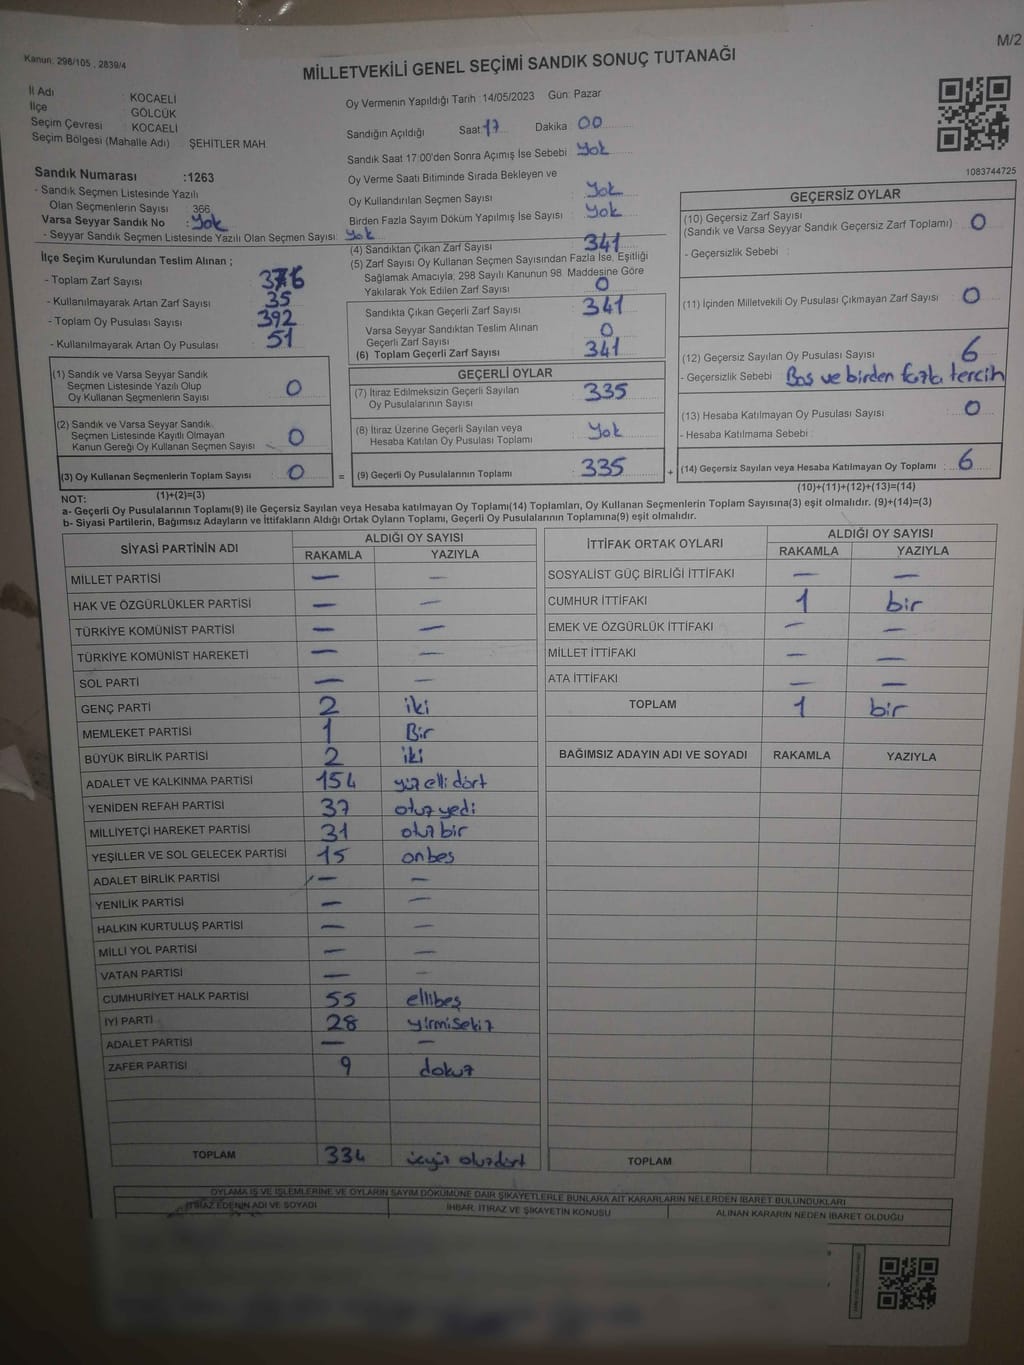 M/2
Kanun: 298/105 , 2839/4
MİLLETVEKİLİ GENEL SEÇİMİ SANDIK SONUÇ TUTANAĞI
İl Adı KOCAELİ
İlçe GÖLCÜK
Seçim Çevresi KOCAELİ
Seçim Bölgesi (Mahalle Adı) ŞEHİTLER MAH.
Oy Vermenin Yapıldığı Tarih :14/05/2023 Gün: Pazar
Sandığın Açıldığı Saat 17 Dakika 00
Sandık Saat 17:00'den Sonra Açımış İse Sebebi Yok
Oy Verme Saati Bitiminde Sırada Bekleyen ve
Oy Kullandırılan Seçmen Sayısı : Yok
Birden Fazla Sayım Döküm Yapılmış İse Sayısı : Yok
1083744725
Sandık Numarası :1263
- Sandık Seçmen Listesinde Yazılı
Olan Seçmenlerin Sayısı : 366
Varsa Seyyar Sandık No : Yok
- Seyyar Sandık Seçmen Listesinde Yazılı Olan Seçmen Sayısı: Yok
İlçe Seçim Kurulundan Teslim Alınan ;
- Toplam Zarf Sayısı : 376
- Kullanılmayarak Artan Zarf Sayısı : 35
- Toplam Oy Pusulası Sayısı : 392
- Kullanılmayarak Artan Oy Pusulası : 51
(1) Sandık ve Varsa Seyyar Sandık
Seçmen Listesinde Yazılı Olup
Oy Kullanan Seçmenlerin Sayısı : 0
(2) Sandık ve Varsa Seyyar Sandık
Seçmen Listesinde Kayıtlı Olmayan
Kanun Gereği Oy Kullanan Seçmen Sayısı : 0
(3) Oy Kullanan Seçmenlerin Toplam Sayısı : 0
(1)+(2)=(3)
(4) Sandıktan Çıkan Zarf Sayısı : 341
(5) Zarf Sayısı Oy Kullanan Seçmen Sayısından Fazla İse, Eşitliği
Sağlamak Amacıyla, 298 Sayılı Kanunun 98. Maddesine Göre
Yakılarak Yok Edilen Zarf Sayısı : 0
Sandıkta Çıkan Geçerli Zarf Sayısı : 341
Varsa Seyyar Sandıktan Teslim Alınan
Geçerli Zarf Sayısı : 0
(6) Toplam Geçerli Zarf Sayısı : 341
GEÇERLİ OYLAR
(7) İtiraz Edilmeksizin Geçerli Sayılan
Oy Pusulalarının Sayısı : 335
(8) İtiraz Üzerine Geçerli Sayılan veya
Hesaba Katılan Oy Pusulası Toplamı : Yok
= (9) Geçerli Oy Pusulalarının Toplamı : 335
GEÇERSİZ OYLAR
(10) Geçersiz Zarf Sayısı
(Sandık ve Varsa Seyyar Sandık Geçersiz Zarf Toplamı) : 0
- Geçersizlik Sebebi :
(11) İçinden Milletvekili Oy Pusulası Çıkmayan Zarf Sayısı : 0
(12) Geçersiz Sayılan Oy Pusulası Sayısı : 6
- Geçersizlik Sebebi : Boş ve birden fazla tercih
(13) Hesaba Katılmayan Oy Pusulası Sayısı : 0
- Hesaba Katılmama Sebebi :
+ (14) Geçersiz Sayılan veya Hesaba Katılmayan Oy Toplamı : 6
(10)+(11)+(12)+(13)=(14)
NOT:
a- Geçerli Oy Pusulalarının Toplamı(9) ile Geçersiz Sayılan veya Hesaba katılmayan Oy Toplamı(14) Toplamları, Oy Kullanan Seçmenlerin Toplam Sayısına(3) eşit olmalıdır. (9)+(14)=(3)
b- Siyasi Partilerin, Bağımsız Adayların ve İttifakların Aldığı Ortak Oyların Toplamı, Geçerli Oy Pusulalarının Toplamına(9) eşit olmalıdır.
SİYASİ PARTİNİN ADI ALDIĞI OY SAYISI
RAKAMLA YAZIYLA
MİLLET PARTİSİ — —
HAK VE ÖZGÜRLÜKLER PARTİSİ — —
TÜRKİYE KOMÜNİST PARTİSİ — —
TÜRKİYE KOMÜNİST HAREKETİ — —
SOL PARTİ — —
GENÇ PARTİ 2 iki
MEMLEKET PARTİSİ 1 Bir
BÜYÜK BİRLİK PARTİSİ 2 iki
ADALET VE KALKINMA PARTİSİ 154 yüz elli dört
YENİDEN REFAH PARTİSİ 37 otuz yedi
MİLLİYETÇİ HAREKET PARTİSİ 31 otuz bir
YEŞİLLER VE SOL GELECEK PARTİSİ 15 onbeş
ADALET BİRLİK PARTİSİ — —
YENİLİK PARTİSİ — —
HALKIN KURTULUŞ PARTİSİ — —
MİLLİ YOL PARTİSİ — —
VATAN PARTİSİ — —
CUMHURİYET HALK PARTİSİ 55 ellibeş
İYİ PARTİ 28 yirmisekiz
ADALET PARTİSİ — —
ZAFER PARTİSİ 9 dokuz
TOPLAM 334 üçyüz otuzdört
İTTİFAK ORTAK OYLARI ALDIĞI OY SAYISI
RAKAMLA YAZIYLA
SOSYALİST GÜÇ BİRLİĞİ İTTİFAKI — —
CUMHUR İTTİFAKI 1 bir
EMEK VE ÖZGÜRLÜK İTTİFAKI — —
MİLLET İTTİFAKI — —
ATA İTTİFAKI — —
TOPLAM 1 bir
BAĞIMSIZ ADAYIN ADI VE SOYADI RAKAMLA YAZIYLA
TOPLAM
OYLAMA İŞ VE İŞLEMLERİNE VE OYLARIN SAYIM DÖKÜMÜNE DAİR ŞİKAYETLERLE BUNLARA AİT KARARLARIN NELERDEN İBARET BULUNDUKLARI
İTİRAZ EDENİN ADI VE SOYADI İHBAR, İTİRAZ VE ŞİKAYETİN KONUSU ALINAN KARARIN NEDEN İBARET OLDUĞU